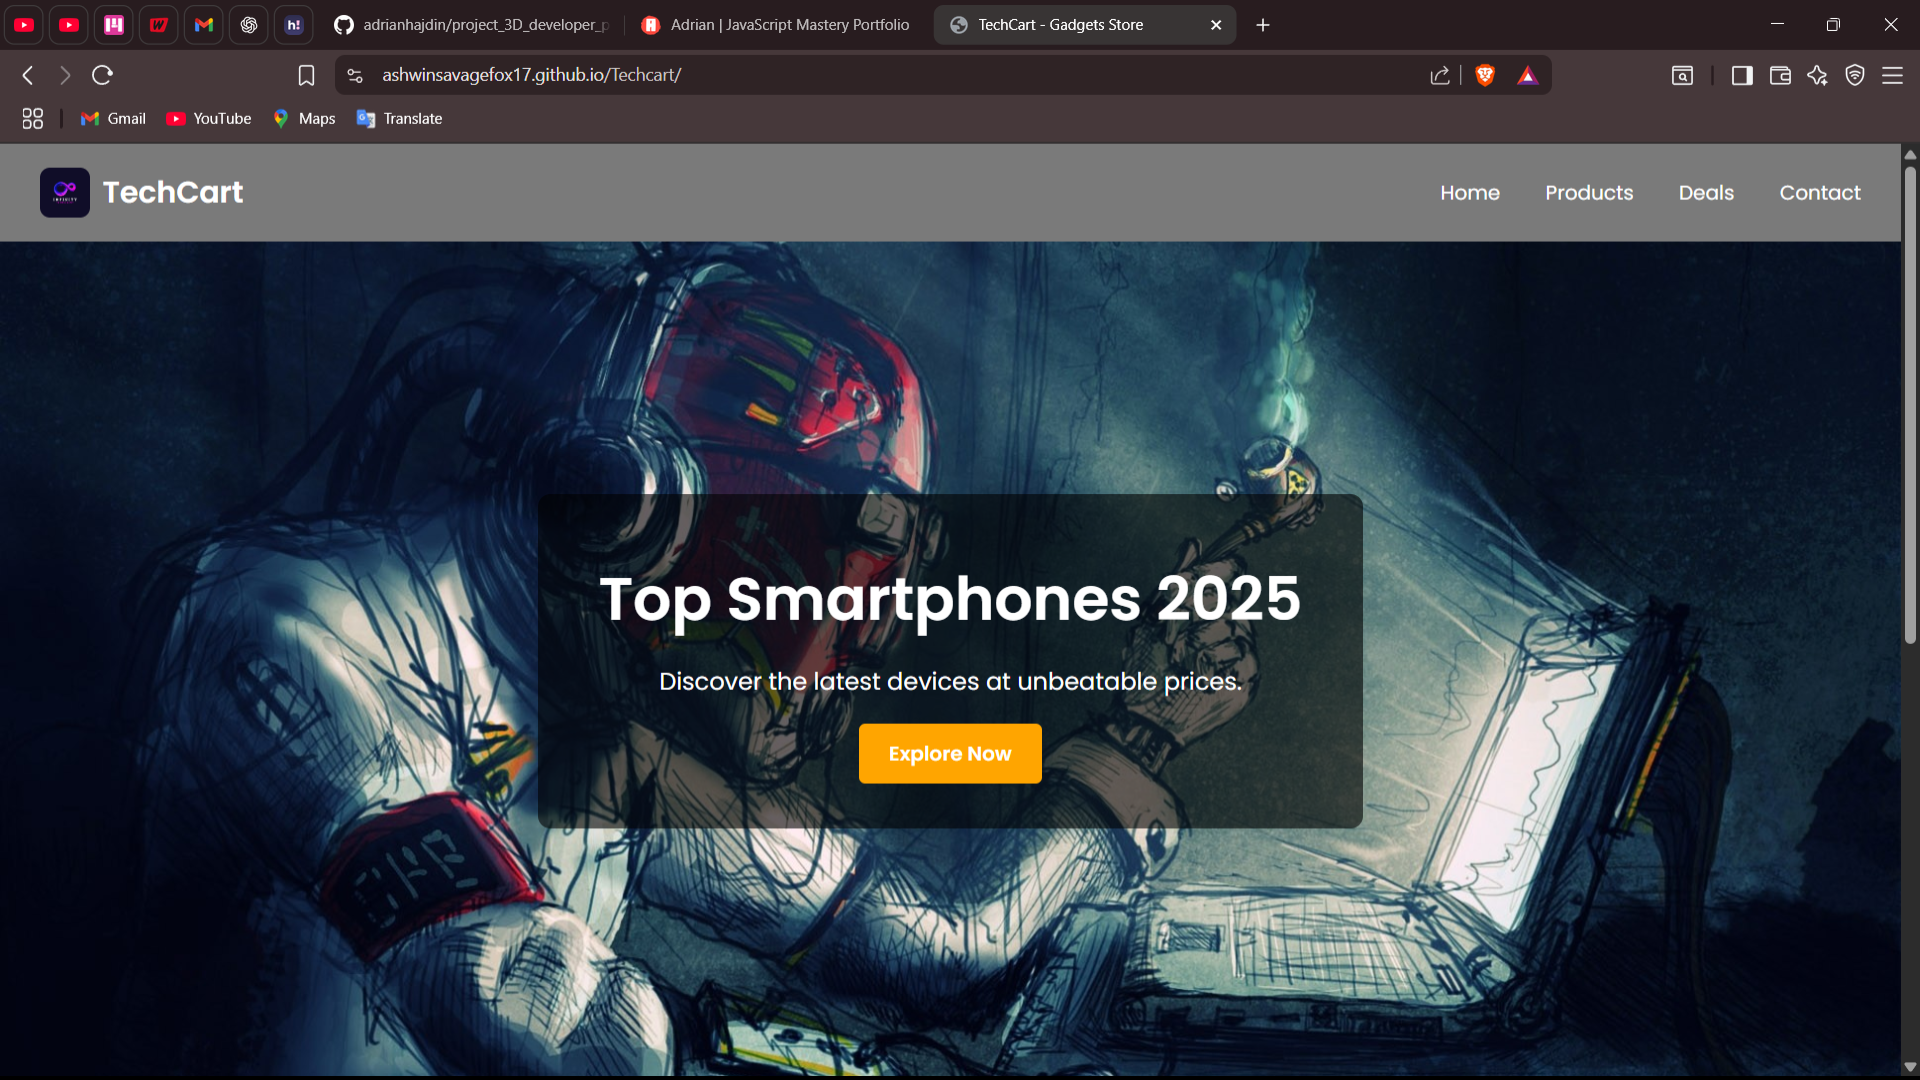 adrianhajdin/project_3D_developer_p
Adrian | JavaScript Mastery Portfolio
TechCart - Gadgets Store
h!
ashwinsavagefox17.github.io/Techcart/
Gmail
YouTube
Maps
Translate
INFINITY
TechCart
Home
Products
Deals
Contact
Top Smartphones 2025
Discover the latest devices at unbeatable prices.
Explore Now